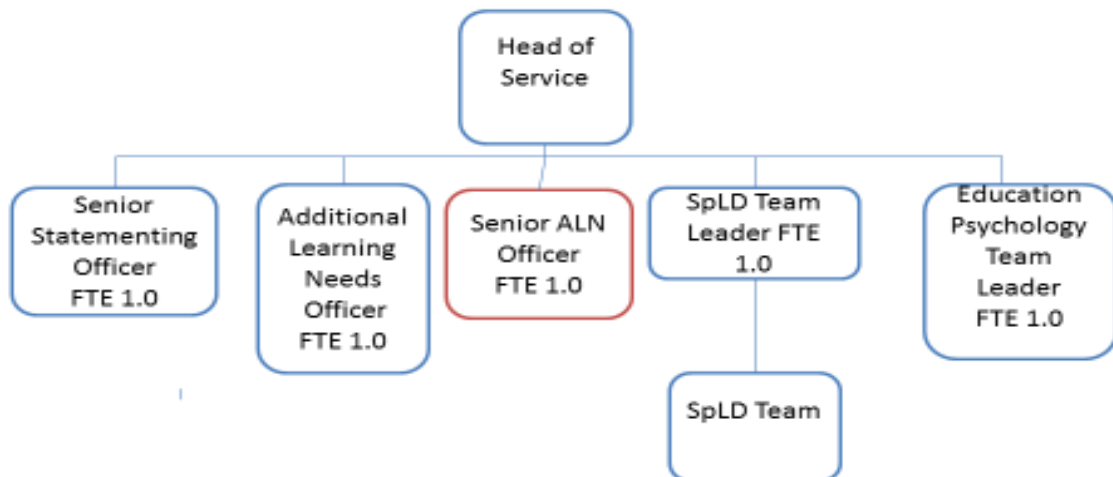 Head of
Service
Senior
Statementing
Officer
FTE 1.0
Additional
Learning
Needs
Officer
FTE 1.0
Senior ALN
Officer
FTE 1.0
SpLD Team
Leader FTE
1.0
Education
Psychology
Team
Leader
FTE 1.0
SpLD Team